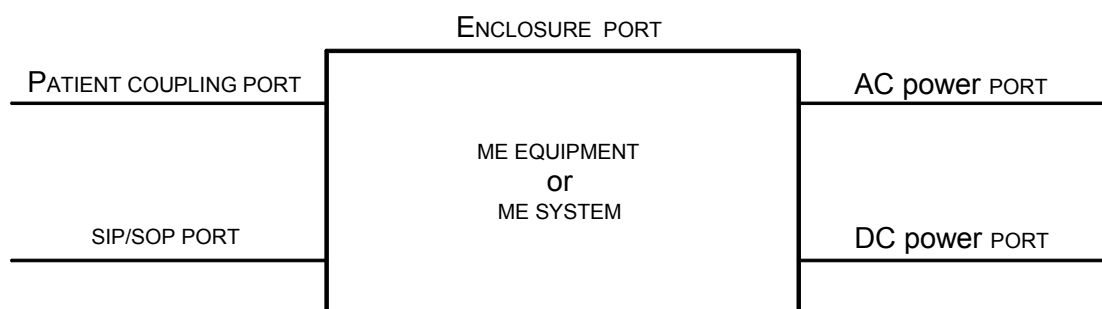 ENCLOSURE PORT
PATIENT COUPLING PORT
AC power PORT
ME EQUIPMENT
or
ME SYSTEM
SIP/SOP PORT
DC power PORT